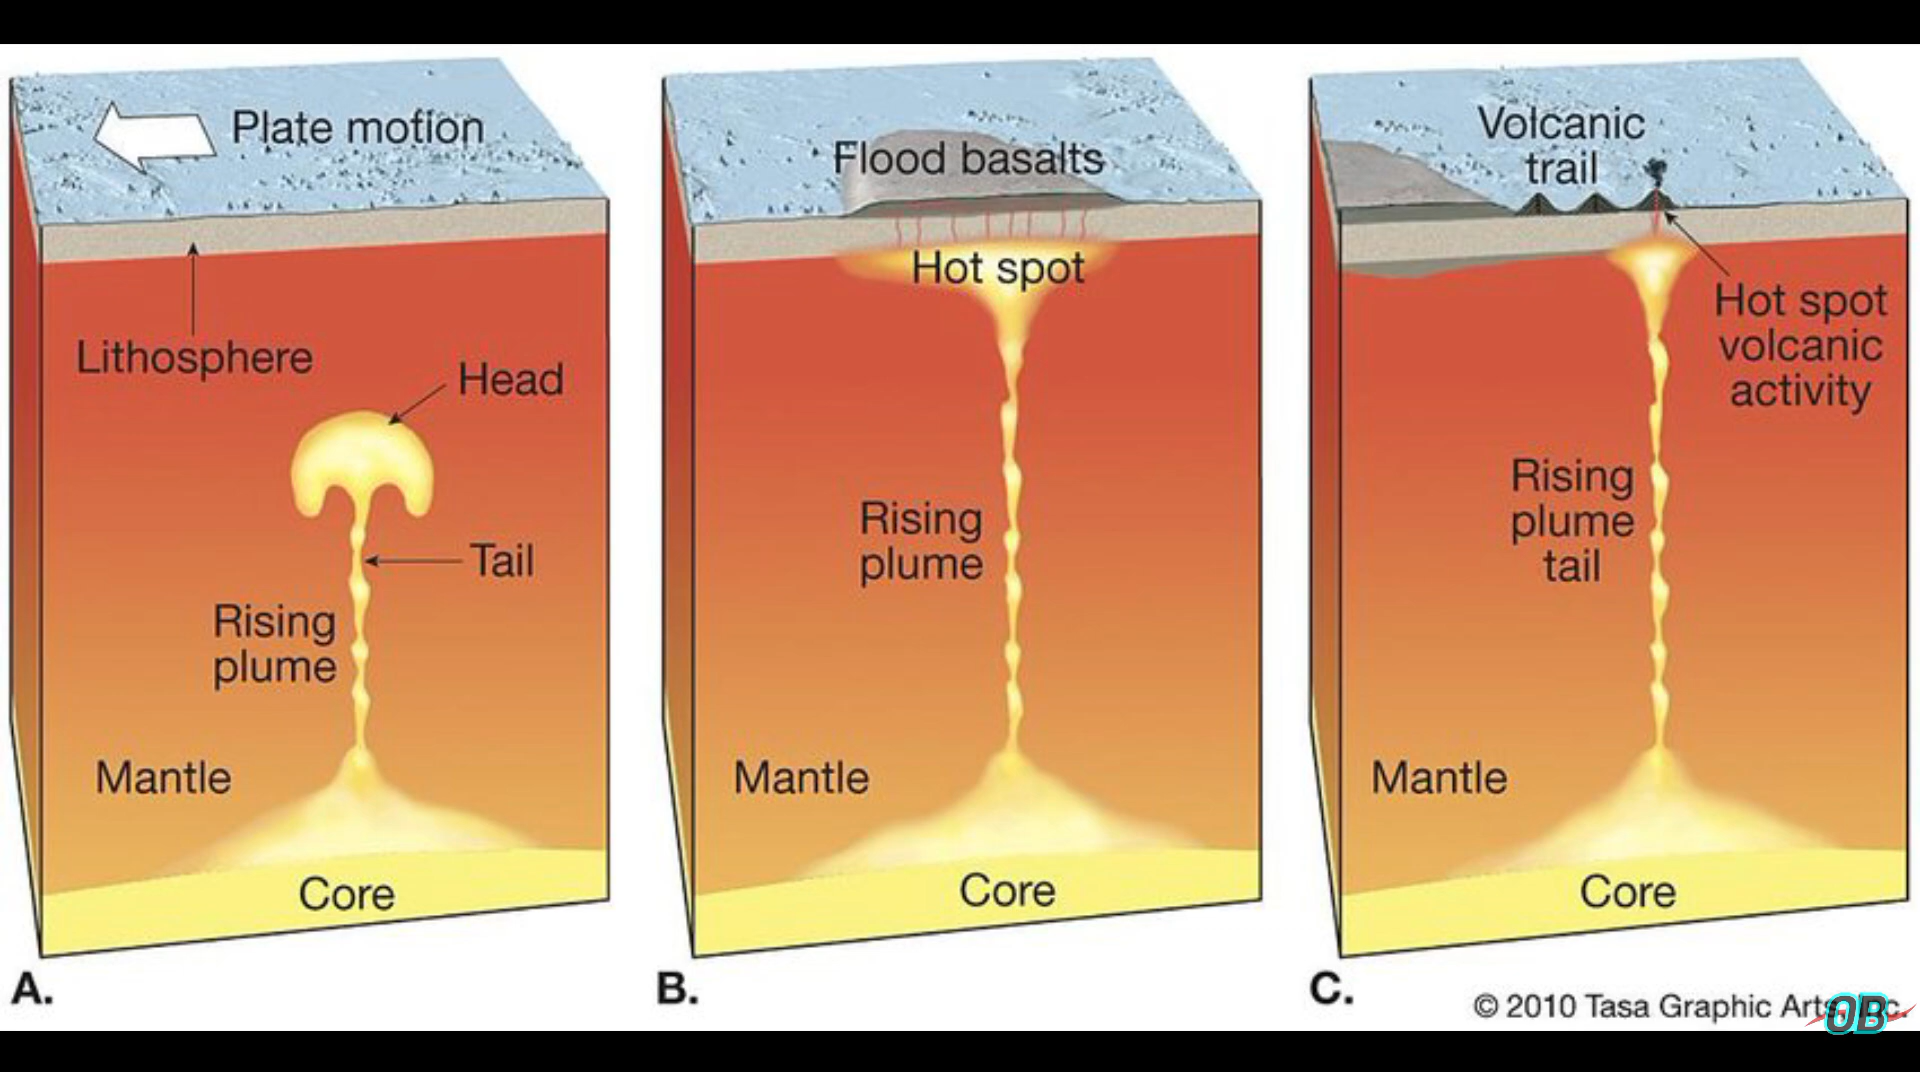 Plate motion
Lithosphere
Head
Tail
Rising
plume
Mantle
Core
A.
Flood basalts
Hot spot
Rising
plume
Mantle
Core
B.
Volcanic
trail
Hot spot
volcanic
activity
Rising
plume
tail
Mantle
Core
C.
© 2010 Tasa Graphic Arts, Inc.
OB